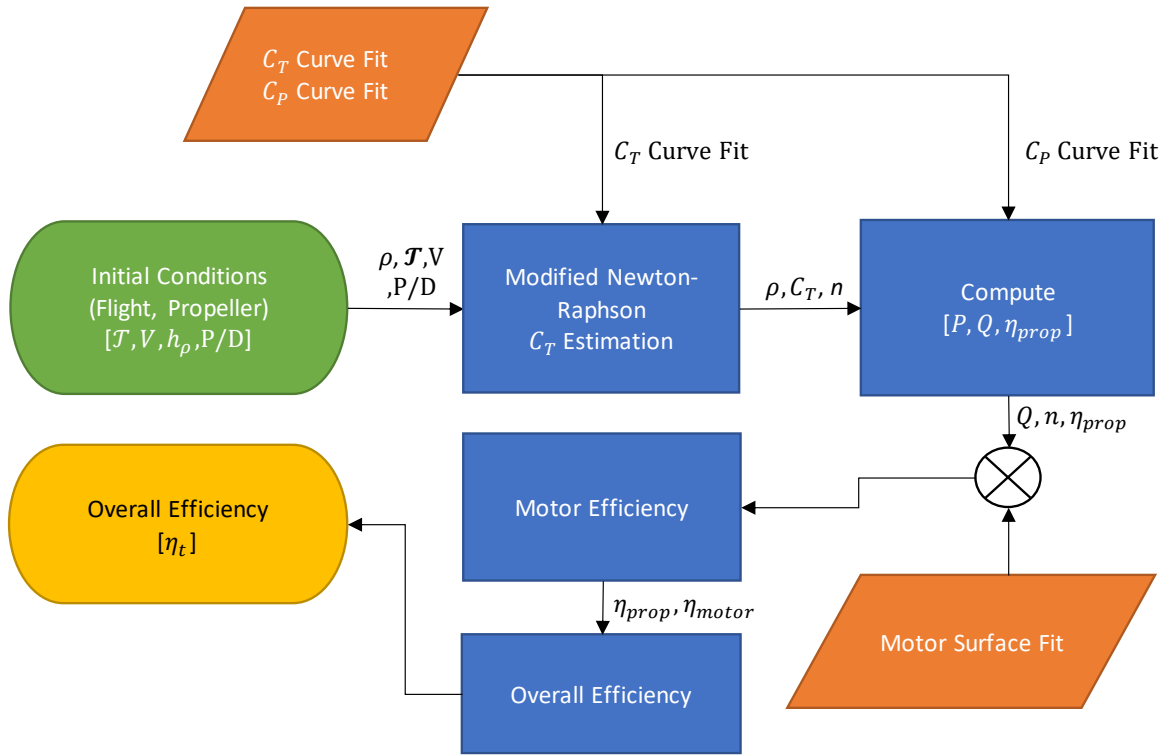 C_T Curve Fit
C_P Curve Fit
C_T Curve Fit
C_P Curve Fit
Initial Conditions
(Flight, Propeller)
[𝒯, V, h_ρ,P/D]
ρ, 𝓣,V
,P/D
Modified Newton-
Raphson
C_T Estimation
ρ, C_T, n
Compute
[P, Q, η_prop]
Q, n, η_prop
Overall Efficiency
[η_t]
Motor Efficiency
η_prop, η_motor
Overall Efficiency
Motor Surface Fit